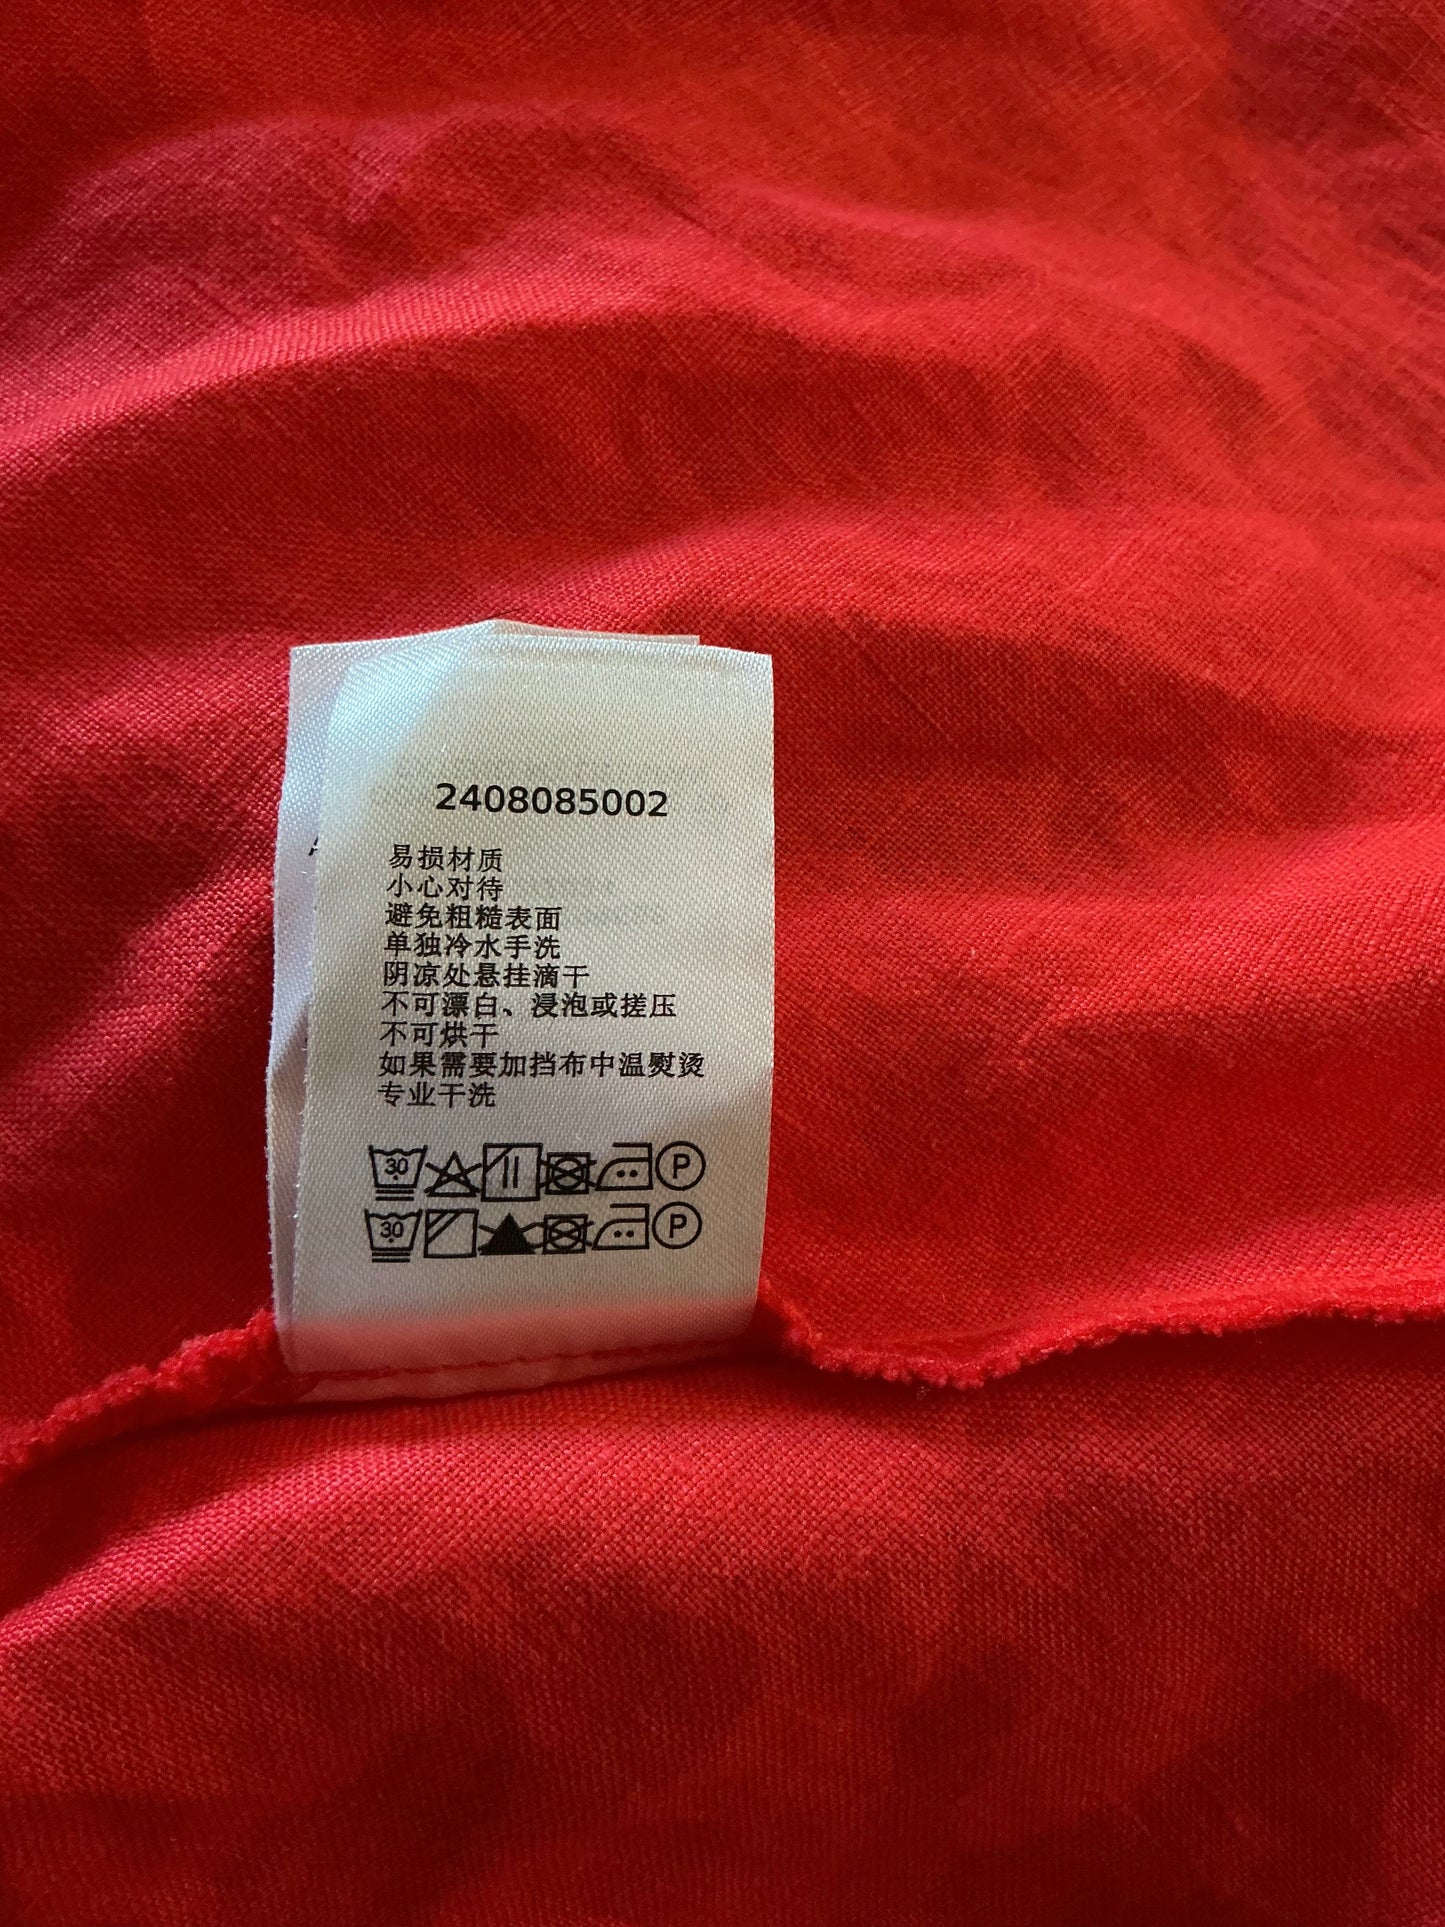 2408085002
易损材质
小心对待
避免粗糙表面
单独冷水手洗
阴凉处悬挂滴干
不可漂白、浸泡或搓压
不可烘干
如果需要加挡布中温熨烫
专业干洗
30 P
30 P